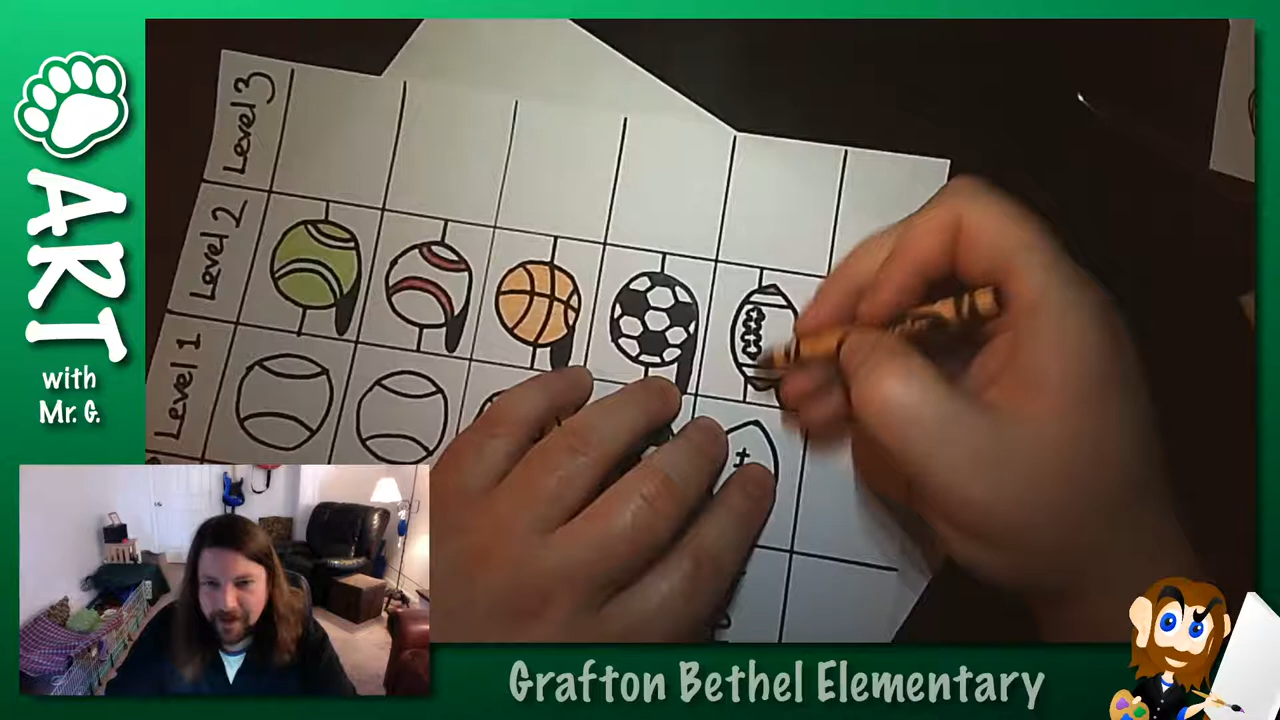 ART
with
Mr. G.
Level 3
Level 2
Level 1
Grafton Bethel Elementary